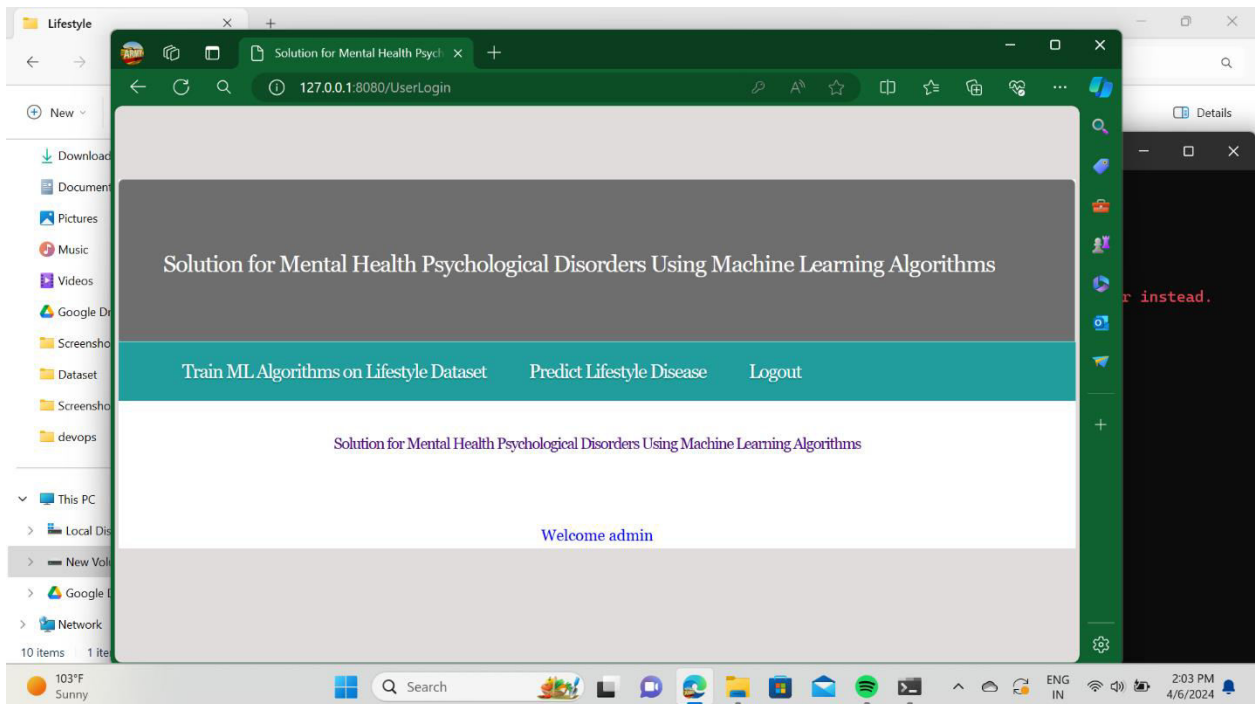 Lifestyle
Solution for Mental Health Psych
127.0.0.1:8080/UserLogin
New
Details
Download
Document
Pictures
Music
Videos
Google Dr
Screensho
Dataset
Screensho
devops
This PC
Local Dis
New Volu
Google D
Network
10 items
1 ite
Solution for Mental Health Psychological Disorders Using Machine Learning Algorithms
Train ML Algorithms on Lifestyle Dataset
Predict Lifestyle Disease
Logout
Solution for Mental Health Psychological Disorders Using Machine Learning Algorithms
Welcome admin
r instead.
103°F
Sunny
Search
ENG
IN
2:03 PM
4/6/2024